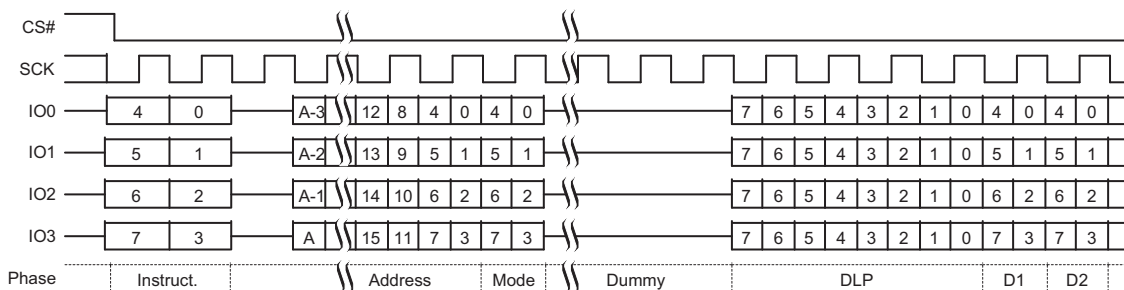 CS#
SCK
IO0 4 0 A-3 12 8 4 0 4 0 7 6 5 4 3 2 1 0 4 0 4 0
IO1 5 1 A-2 13 9 5 1 5 1 7 6 5 4 3 2 1 0 5 1 5 1
IO2 6 2 A-1 14 10 6 2 6 2 7 6 5 4 3 2 1 0 6 2 6 2
IO3 7 3 A 15 11 7 3 7 3 7 6 5 4 3 2 1 0 7 3 7 3
Phase Instruct. Address Mode Dummy DLP D1 D2